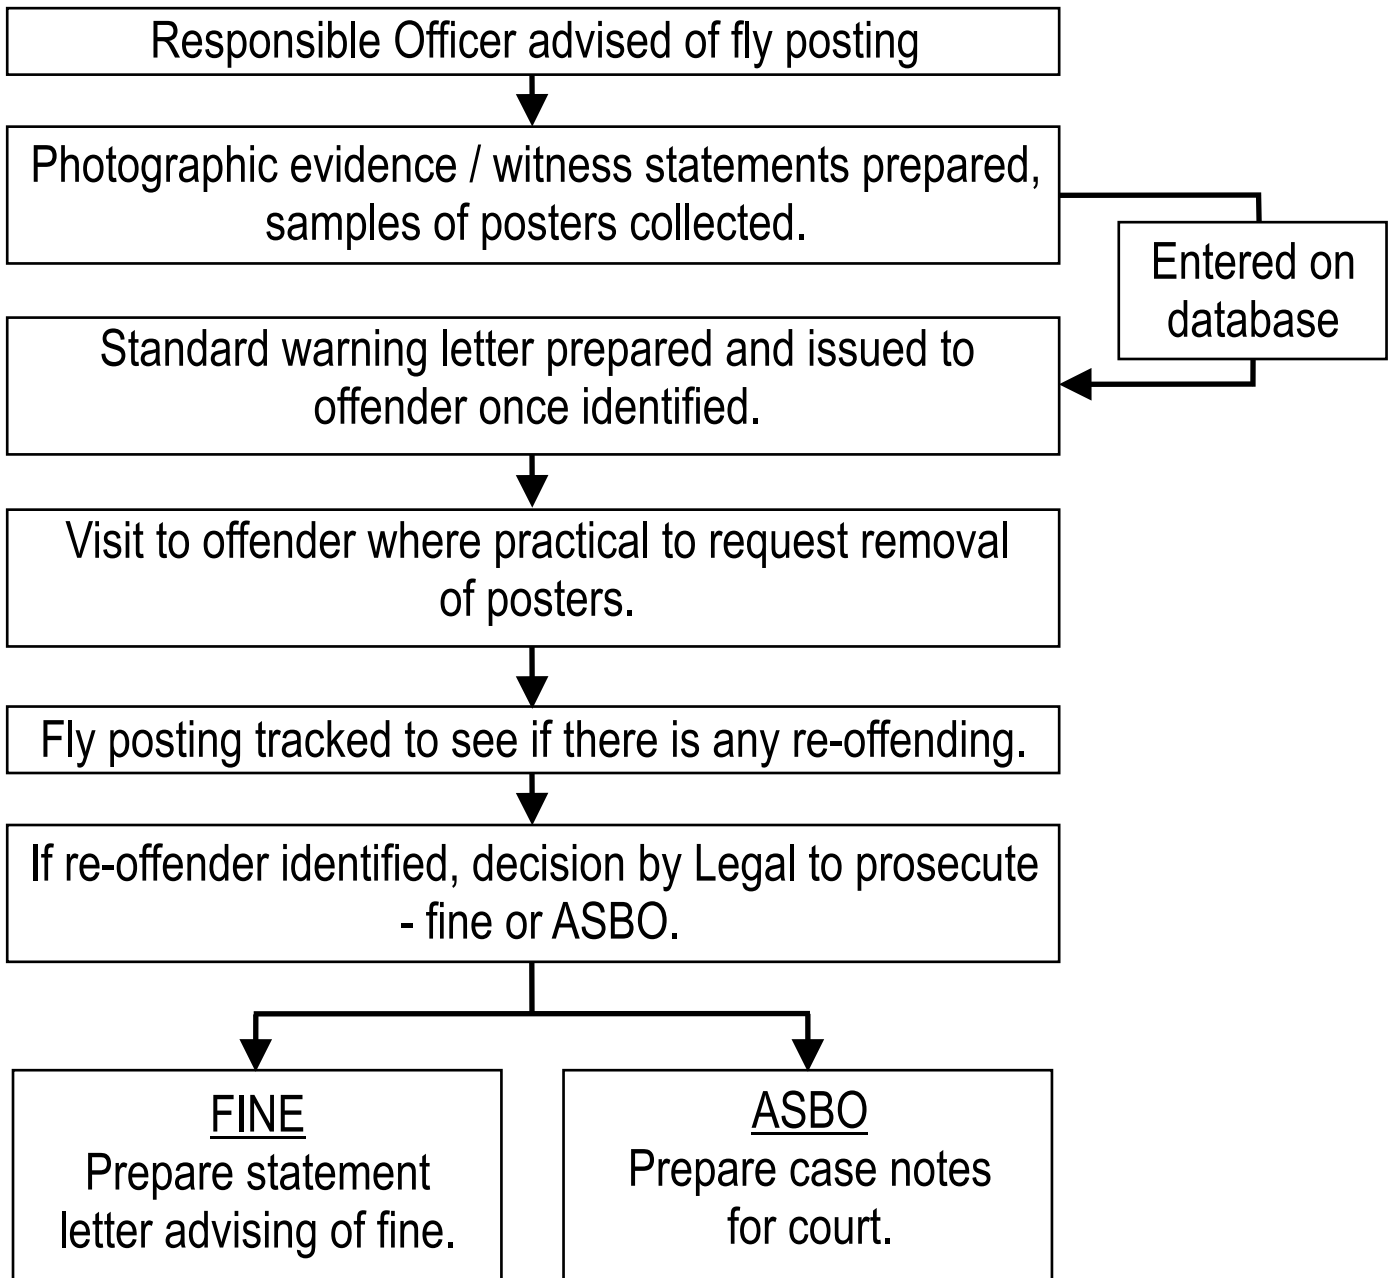 Responsible Officer advised of fly posting
Photographic evidence / witness statements prepared,
samples of posters collected.
Entered on
database
Standard warning letter prepared and issued to
offender once identified.
Visit to offender where practical to request removal
of posters.
Fly posting tracked to see if there is any re-offending.
If re-offender identified, decision by Legal to prosecute
- fine or ASBO.
FINE
Prepare statement
letter advising of fine.
ASBO
Prepare case notes
for court.